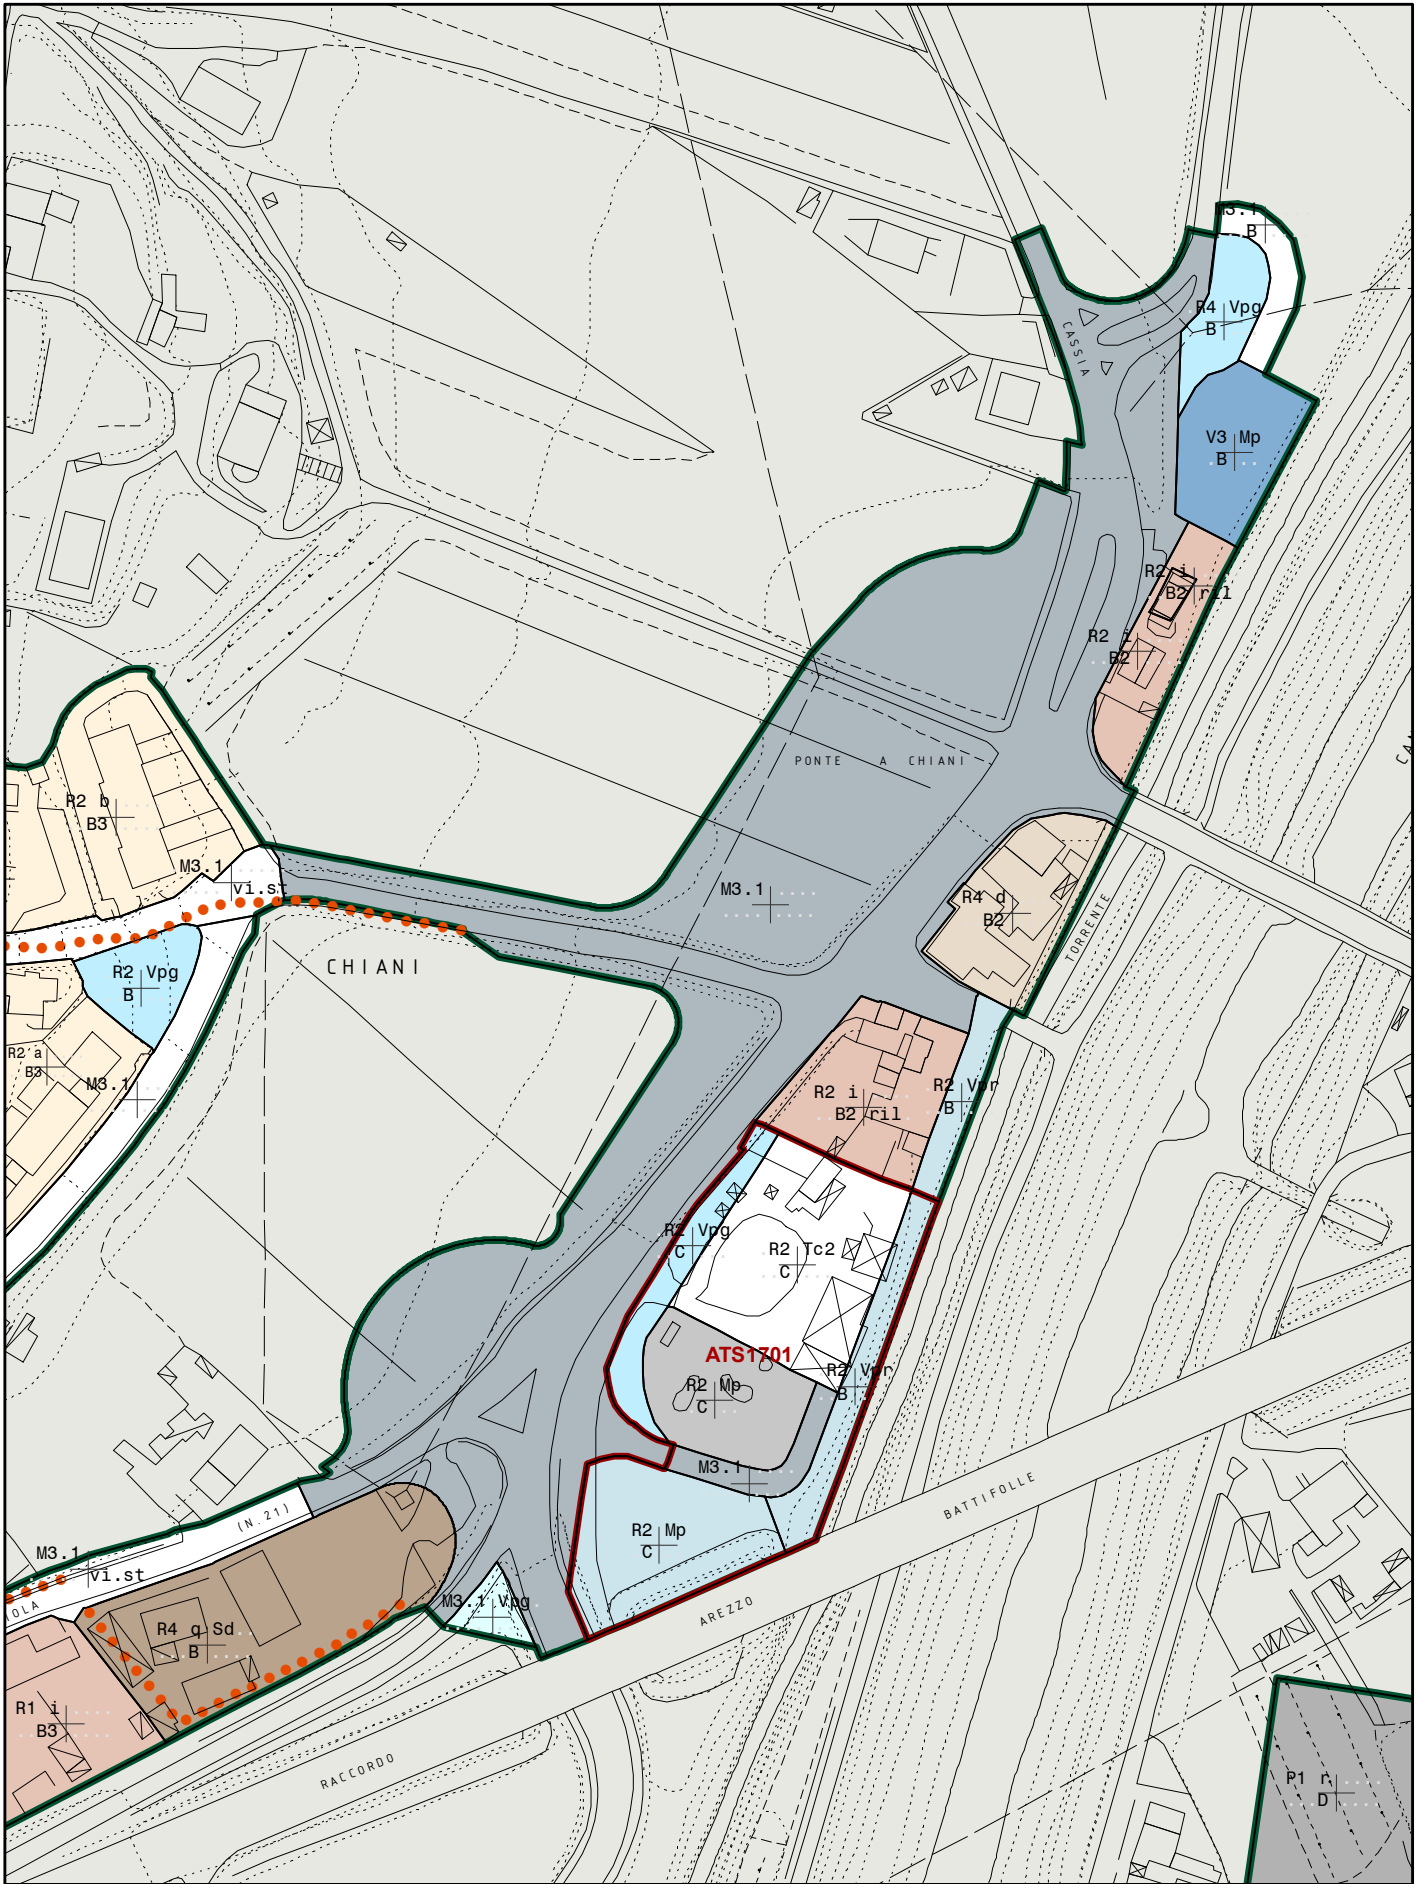 M3.1
B
R4 Vpg
B
CASSIA
V3 Mp
B
R2 i
B2 ril
R2 i
B2
PONTE A CHIANI
R2 b
B3
M3.1
vi.st
M3.1
R4 d
B2
TORRENTE
CHIANI
R2 Vpg
B
R2 a
B3
M3.1
R2 i
B2 ril
R2 Vpr
B
R2 Vpg
C
R2 Tc2
C
ATS1701
R2 Mp
C
R2 Vpr
B
M3.1
BATTIFOLLE
(N.21)
R2 Mp
C
M3.1
vi.st
IOLA
M3.1 Vpg
AREZZO
R4 q Sd
B
R1 i
B3
RACCORDO
P1 r
D